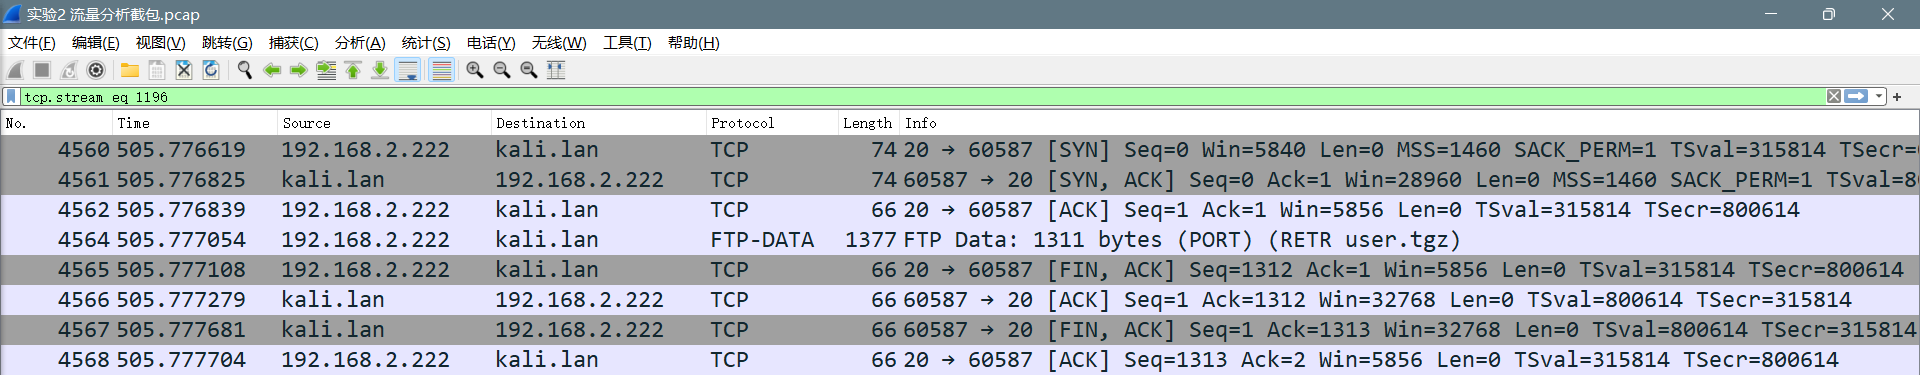 实验2 流量分析截包.pcap
文件(F) 编辑(E) 视图(V) 跳转(G) 捕获(C) 分析(A) 统计(S) 电话(Y) 无线(W) 工具(T) 帮助(H)
tcp.stream eq 1196
No. Time Source Destination Protocol Length Info
4560 505.776619 192.168.2.222 kali.lan TCP 74 20 → 60587 [SYN] Seq=0 Win=5840 Len=0 MSS=1460 SACK_PERM=1 TSval=315814 TSecr=
4561 505.776825 kali.lan 192.168.2.222 TCP 74 60587 → 20 [SYN, ACK] Seq=0 Ack=1 Win=28960 Len=0 MSS=1460 SACK_PERM=1 TSval=8
4562 505.776839 192.168.2.222 kali.lan TCP 66 20 → 60587 [ACK] Seq=1 Ack=1 Win=5856 Len=0 TSval=315814 TSecr=800614
4564 505.777054 192.168.2.222 kali.lan FTP-DATA 1377 FTP Data: 1311 bytes (PORT) (RETR user.tgz)
4565 505.777108 192.168.2.222 kali.lan TCP 66 20 → 60587 [FIN, ACK] Seq=1312 Ack=1 Win=5856 Len=0 TSval=315814 TSecr=800614
4566 505.777279 kali.lan 192.168.2.222 TCP 66 60587 → 20 [ACK] Seq=1 Ack=1312 Win=32768 Len=0 TSval=800614 TSecr=315814
4567 505.777681 kali.lan 192.168.2.222 TCP 66 60587 → 20 [FIN, ACK] Seq=1 Ack=1313 Win=32768 Len=0 TSval=800614 TSecr=315814
4568 505.777704 192.168.2.222 kali.lan TCP 66 20 → 60587 [ACK] Seq=1313 Ack=2 Win=5856 Len=0 TSval=315814 TSecr=800614